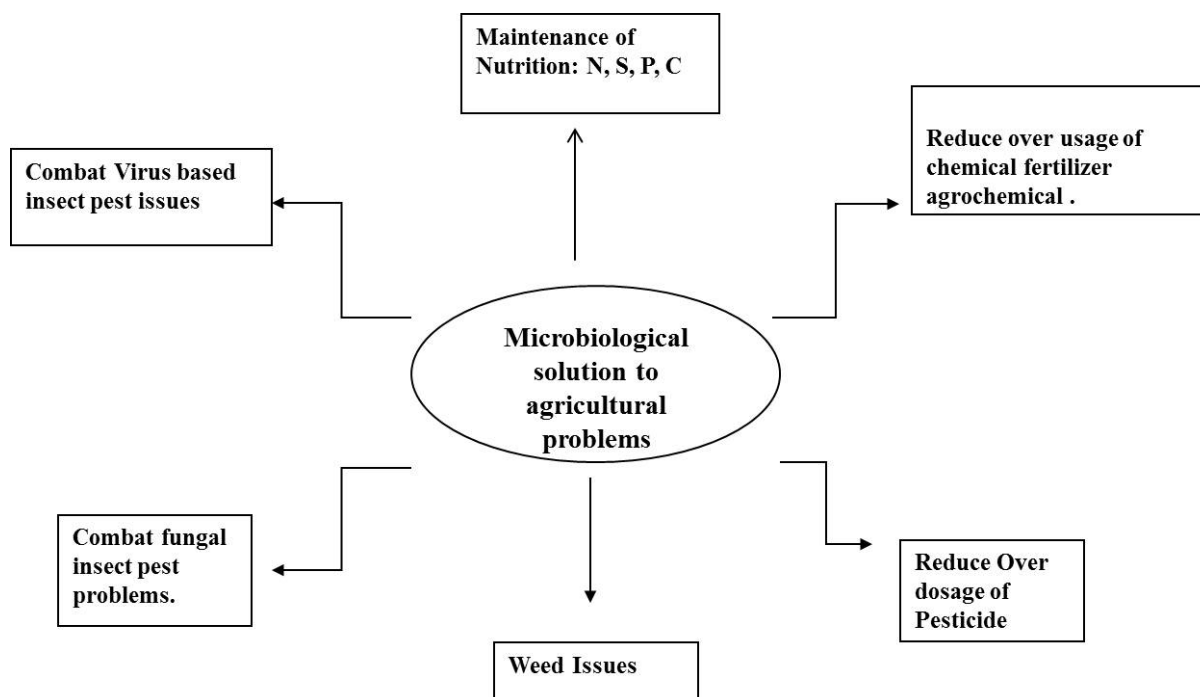 Maintenance of
Nutrition: N, S, P, C
Reduce over usage of
chemical fertilizer
agrochemical .
Combat Virus based
insect pest issues
Microbiological
solution to
agricultural
problems
Combat fungal
insect pest
problems.
Reduce Over
dosage of
Pesticide
Weed Issues